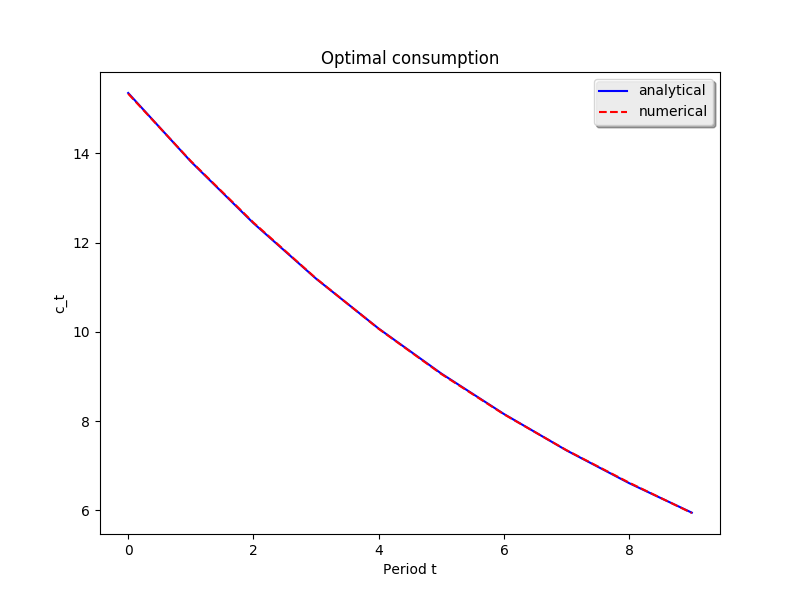 Optimal consumption
analytical
numerical
14
12
10
8
6
c_t
0 2 4 6 8
Period t